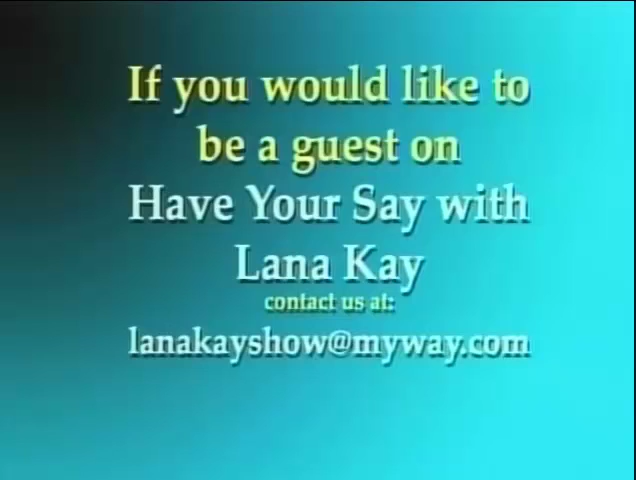 If you would like to
be a guest on
Have Your Say with
Lana Kay
contact us at:
lanakayshow@myway.com